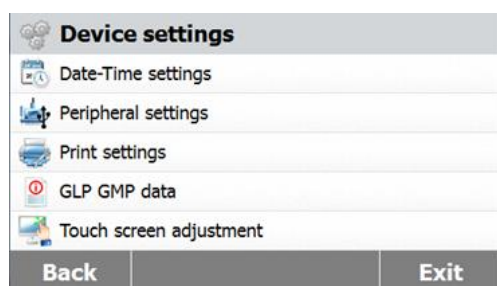 Device settings
Date-Time settings
Peripheral settings
Print settings
GLP GMP data
Touch screen adjustment
Back Exit